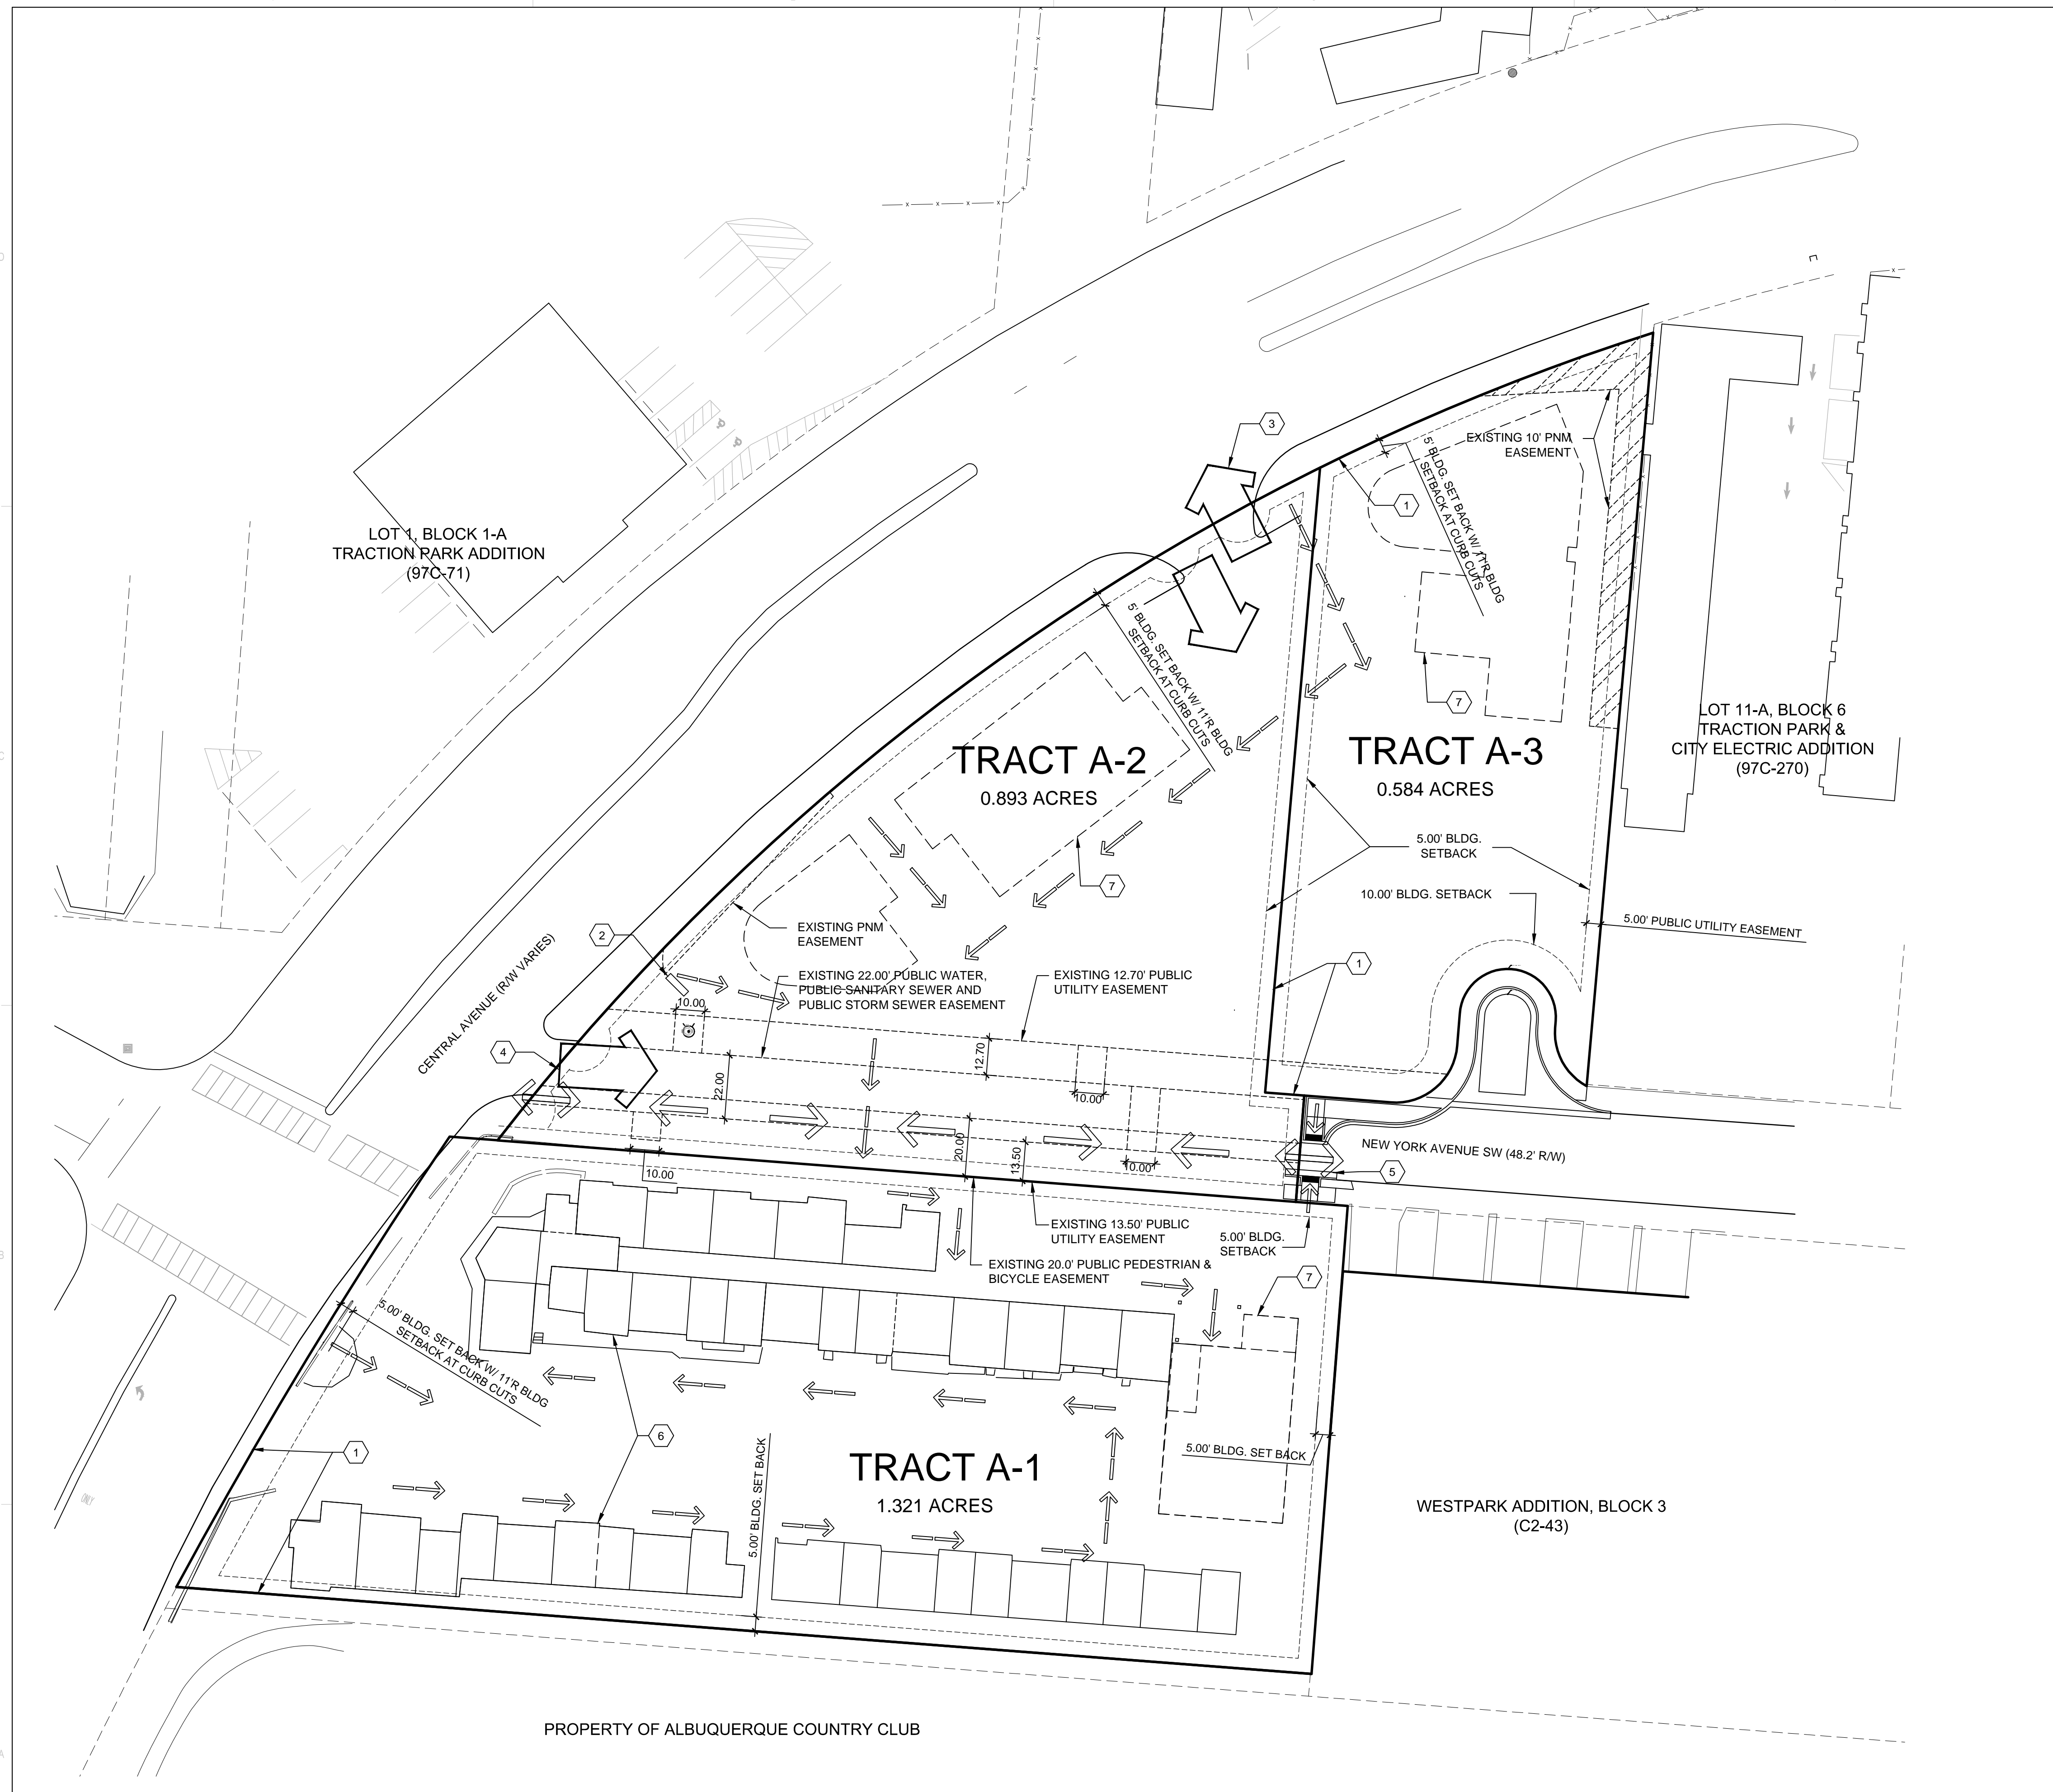 3
EXISTING 10' PNM
EASEMENT
5' BLDG. SET BACK W/ 11'R BLDG
SETBACK AT CURB CUTS
1
LOT 1, BLOCK 1-A
TRACTION PARK ADDITION
(97C-71)
5' BLDG. SET BACK W/ 11'R BLDG
SETBACK AT CURB CUTS
7
LOT 11-A, BLOCK 6
TRACTION PARK &
CITY ELECTRIC ADDITION
(97C-270)
TRACT A-2
0.893 ACRES
TRACT A-3
0.584 ACRES
5.00' BLDG.
SETBACK
7
10.00' BLDG. SETBACK
5.00' PUBLIC UTILITY EASEMENT
EXISTING PNM
EASEMENT
2
1
CENTRAL AVENUE (R/W VARIES)
EXISTING 22.00' PUBLIC WATER,
PUBLIC SANITARY SEWER AND
PUBLIC STORM SEWER EASEMENT
EXISTING 12.70' PUBLIC
UTILITY EASEMENT
10.00
4
12.70
22.00
10.00
20.00
13.50
10.00
10.00
NEW YORK AVENUE SW (48.2' R/W)
5
EXISTING 13.50' PUBLIC
UTILITY EASEMENT
5.00' BLDG.
SETBACK
EXISTING 20.0' PUBLIC PEDESTRIAN &
BICYCLE EASEMENT
7
5.00' BLDG. SET BACK W/ 11'R BLDG
SETBACK AT CURB CUTS
6
1
5.00' BLDG. SET BACK
5.00' BLDG. SET BACK
TRACT A-1
1.321 ACRES
ONLY
WESTPARK ADDITION, BLOCK 3
(C2-43)
PROPERTY OF ALBUQUERQUE COUNTRY CLUB